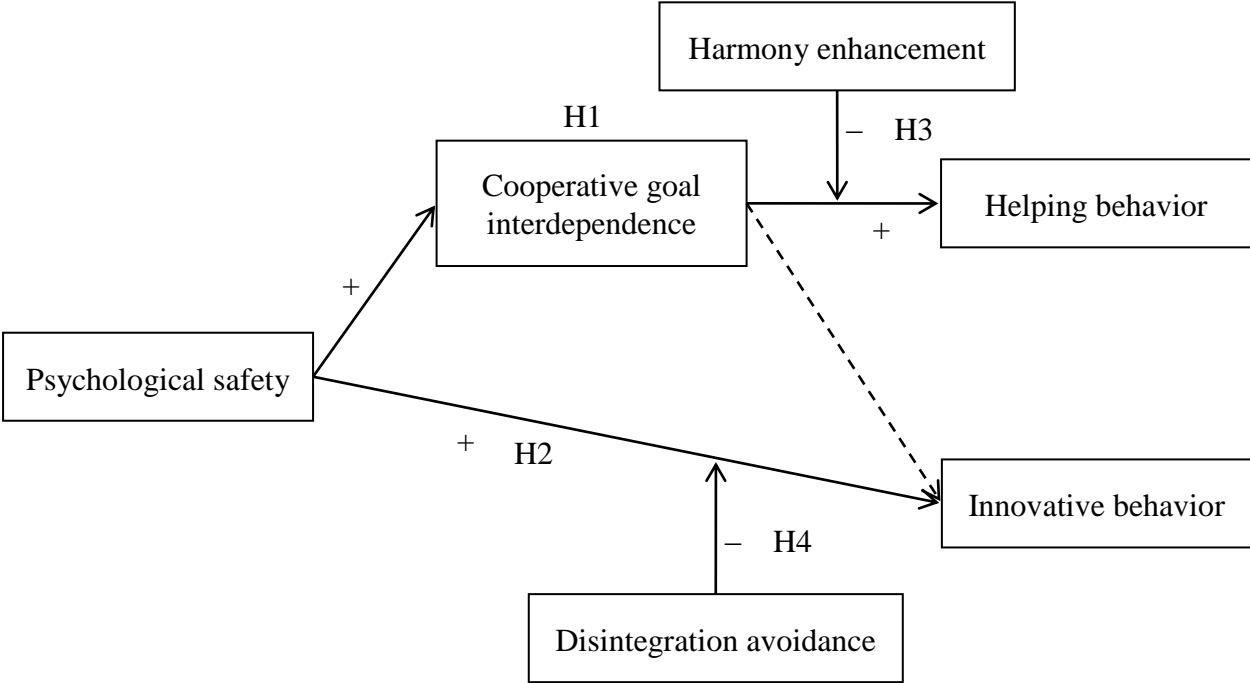 Harmony enhancement
H1
– H3
Cooperative goal
interdependence
Helping behavior
+
+
Psychological safety
+ H2
Innovative behavior
– H4
Disintegration avoidance